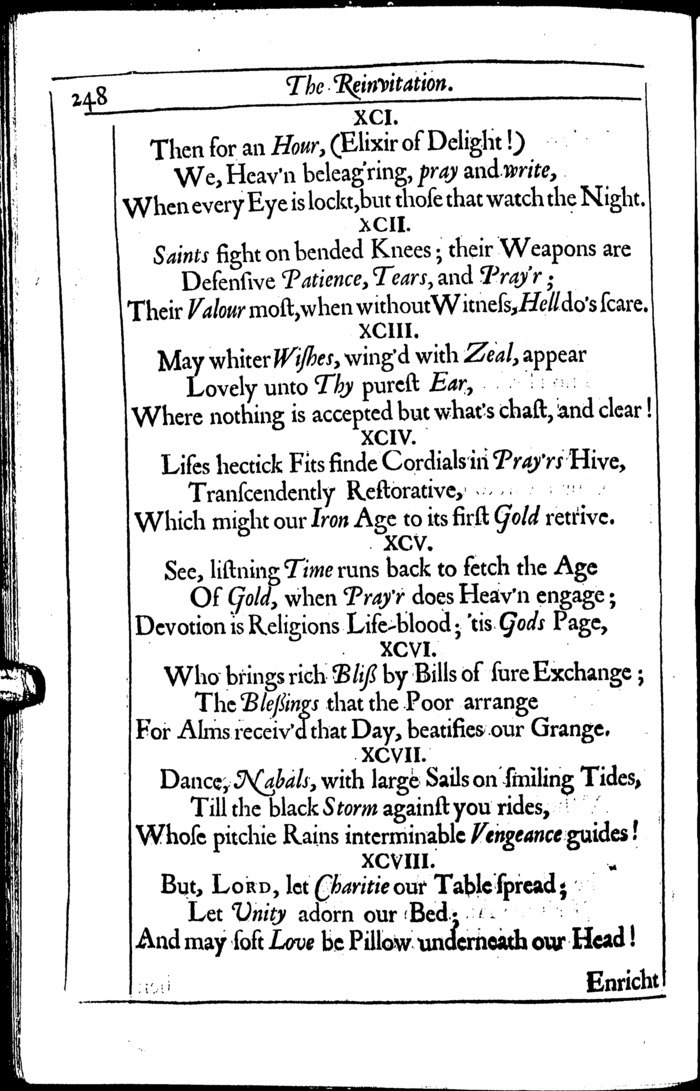 248
The Reinvitation.
XCI.
Then for an Hour, (Elixir of Delight!)
We, Heav'n beleag'ring, pray and write,
When every Eye is lockt, but thoſe that watch the Night.
XCII.
Saints fight on bended Knees; their Weapons are
Defenſive Patience, Tears, and Pray'r;
Their Valour moſt, when without Witneſs, Hell do's ſcare.
XCIII.
May whiter Wiſhes, wing'd with Zeal, appear
Lovely unto Thy pureſt Ear,
Where nothing is accepted but what's chaſt, and clear!
XCIV.
Lifes hectick Fits finde Cordials in Pray'rs Hive,
Tranſcendently Reſtorative,
Which might our Iron Age to its firſt Gold retrive.
XCV.
See, liſtning Time runs back to fetch the Age
Of Gold, when Pray'r does Heav'n engage;
Devotion is Religions Life-blood; 'tis Gods Page,
XCVI.
Who brings rich Bliß by Bills of ſure Exchange;
The Bleßings that the Poor arrange
For Alms receiv'd that Day, beatifies our Grange.
XCVII.
Dance, Nabals, with large Sails on ſmiling Tides,
Till the black Storm againſt you rides,
Whoſe pitchie Rains interminable Vengeance guides!
XCVIII.
But, LORD, let Charitie our Table ſpread;
Let Unity adorn our Bed;
And may ſoft Love be Pillow underneath our Head!
Enricht